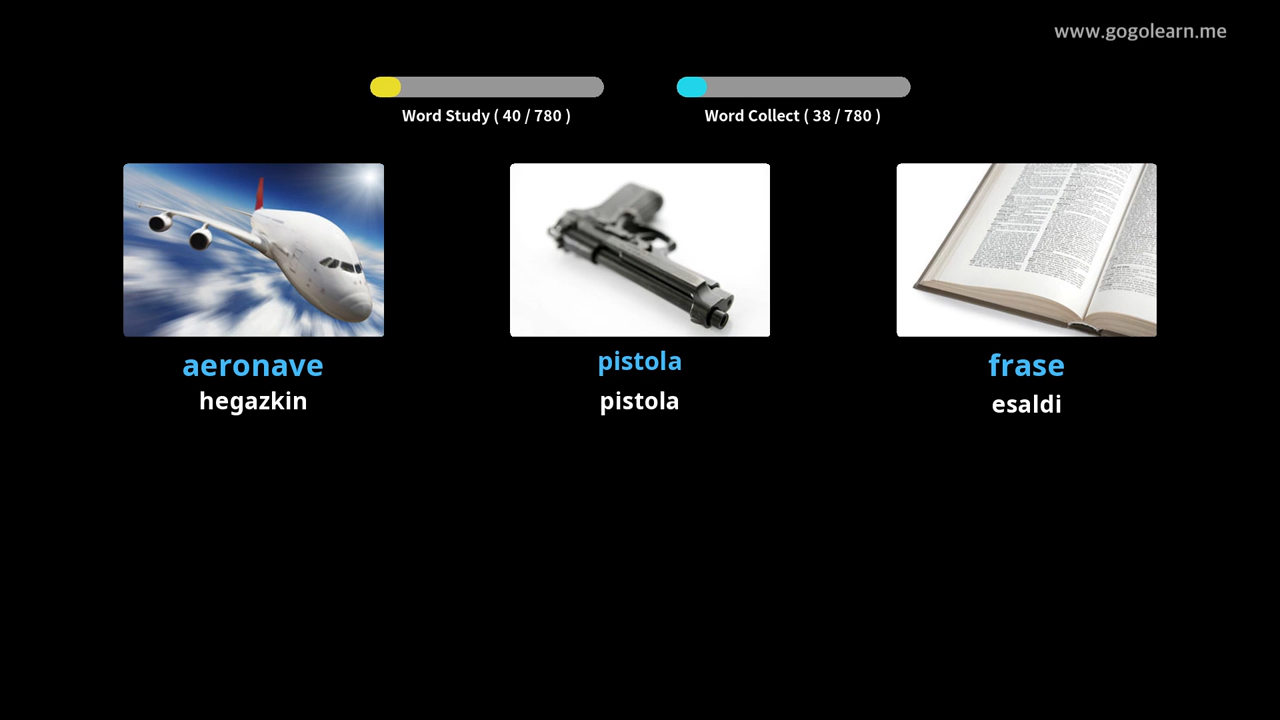 www.gogolearn.me
Word Study ( 40 / 780 )
Word Collect ( 38 / 780 )
aeronave
hegazkin
pistola
pistola
frase
esaldi